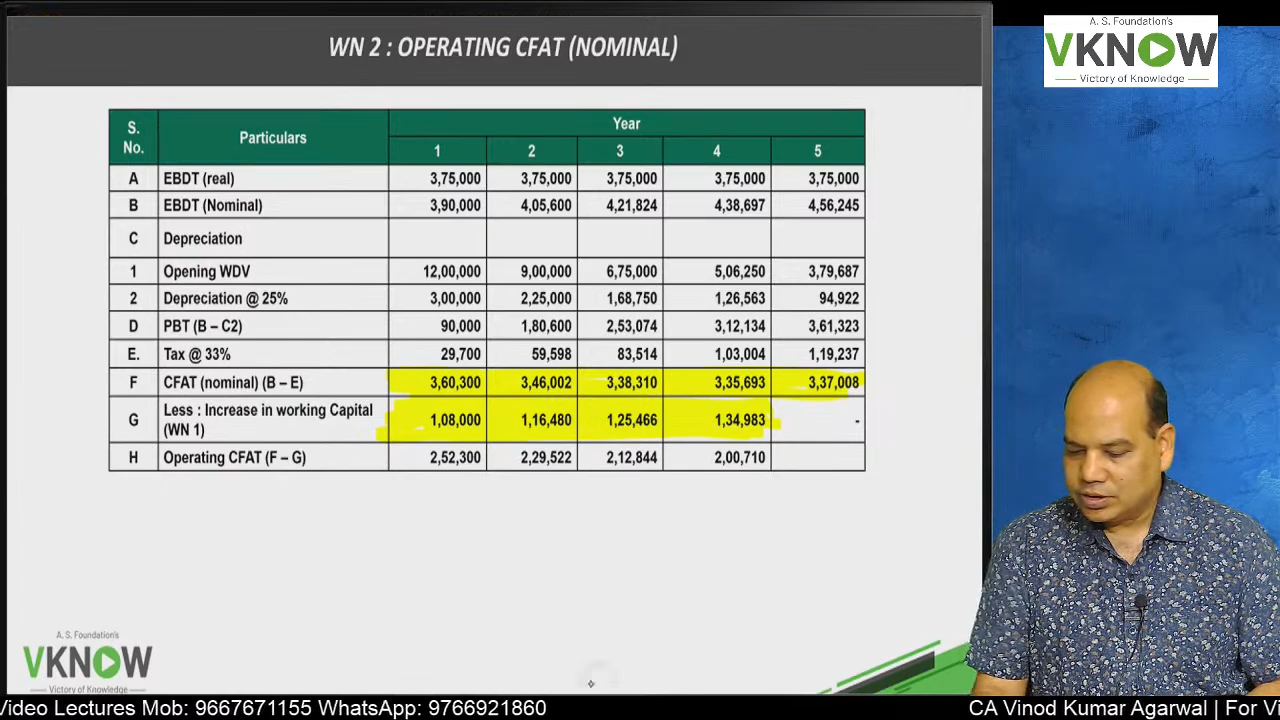 WN 2 : OPERATING CFAT (NOMINAL)
A. S. Foundation's
VKNOW
Victory of Knowledge
S. No. Particulars Year
1 2 3 4 5
A EBDT (real) 3,75,000 3,75,000 3,75,000 3,75,000 3,75,000
B EBDT (Nominal) 3,90,000 4,05,600 4,21,824 4,38,697 4,56,245
C Depreciation
1 Opening WDV 12,00,000 9,00,000 6,75,000 5,06,250 3,79,687
2 Depreciation @ 25% 3,00,000 2,25,000 1,68,750 1,26,563 94,922
D PBT (B – C2) 90,000 1,80,600 2,53,074 3,12,134 3,61,323
E. Tax @ 33% 29,700 59,598 83,514 1,03,004 1,19,237
F CFAT (nominal) (B – E) 3,60,300 3,46,002 3,38,310 3,35,693 3,37,008
G Less : Increase in working Capital (WN 1) 1,08,000 1,16,480 1,25,466 1,34,983 -
H Operating CFAT (F – G) 2,52,300 2,29,522 2,12,844 2,00,710
A. S. Foundation's
VKNOW
Victory of Knowledge
Video Lectures Mob: 9667671155 WhatsApp: 9766921860 CA Vinod Kumar Agarwal | For Vi